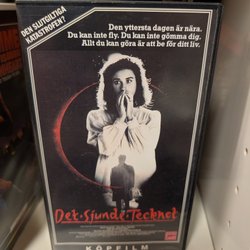 DEN SLUTGILTIGA
KATASTROFEN?
Den yttersta dagen är nära.
Du kan inte fly. Du kan inte gömma dig.
Allt du kan göra är att be för ditt liv.
Det Sjunde Tecknet
KÖPFILM